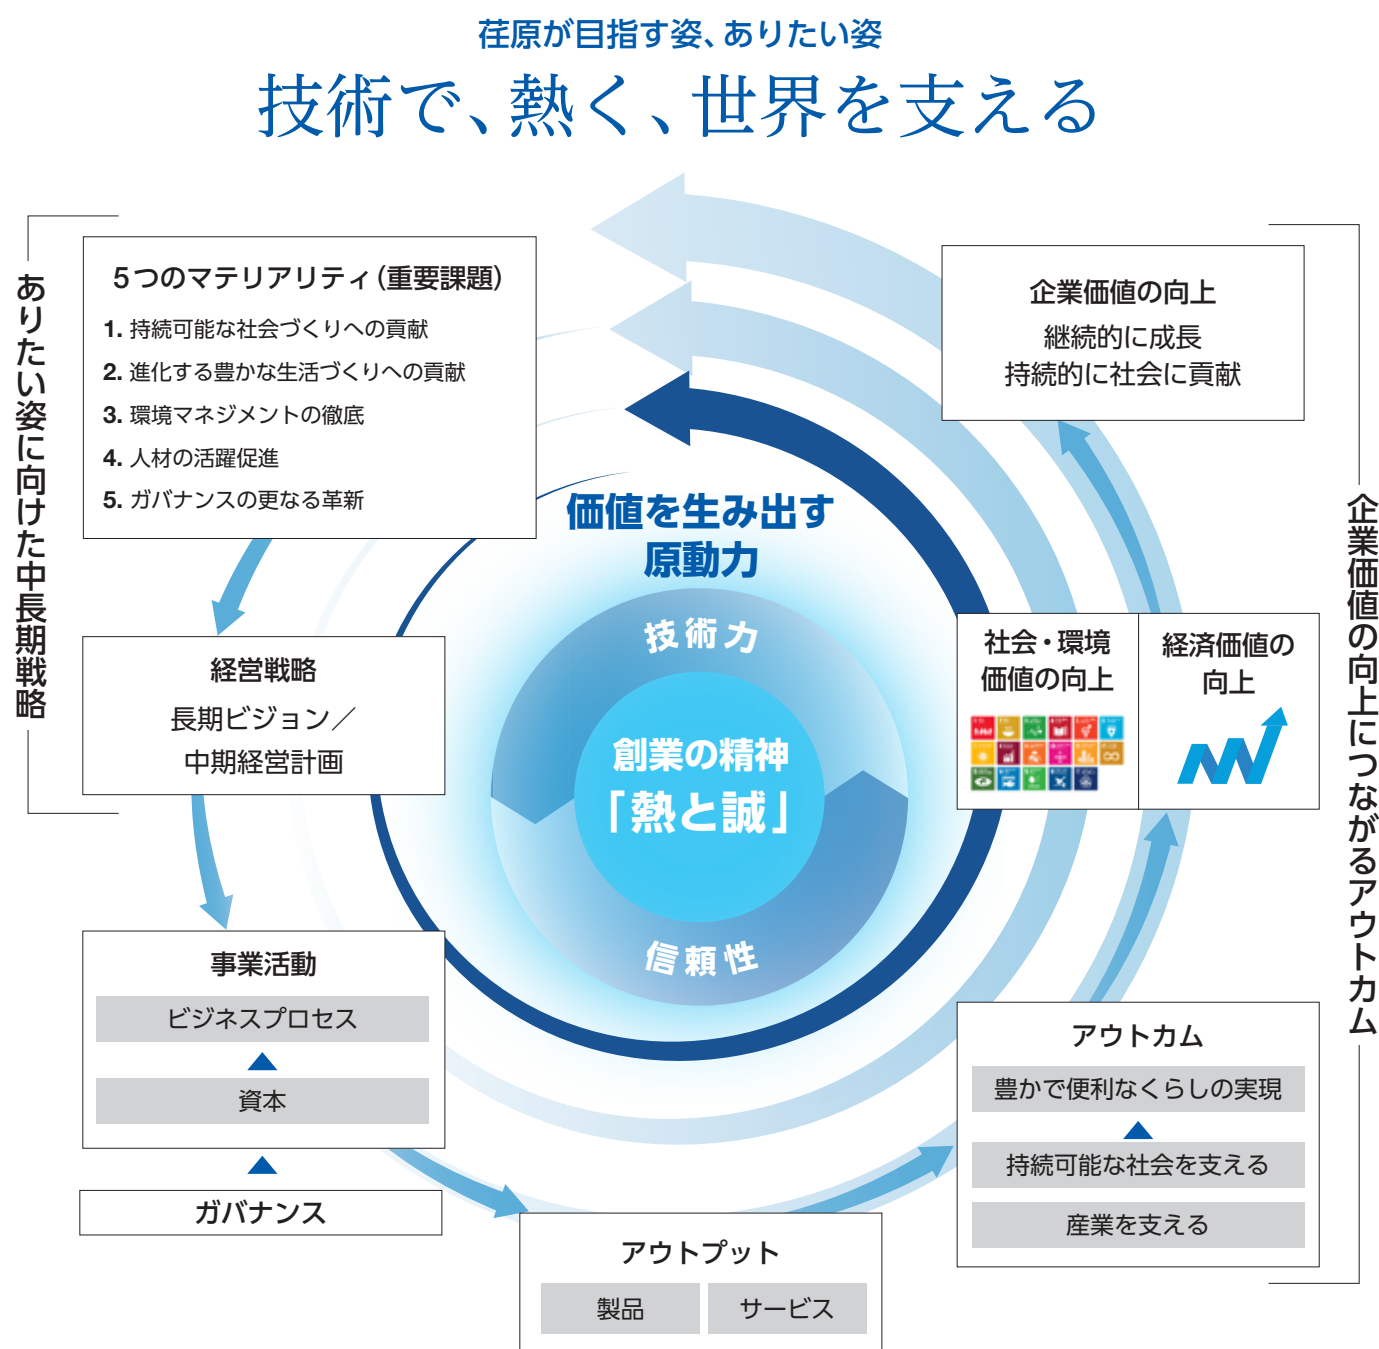 荏原が目指す姿、ありたい姿
技術で、熱く、世界を支える
ありたい姿に向けた中長期戦略
5つのマテリアリティ（重要課題）
1. 持続可能な社会づくりへの貢献
2. 進化する豊かな生活づくりへの貢献
3. 環境マネジメントの徹底
4. 人材の活躍促進
5. ガバナンスの更なる革新
経営戦略
長期ビジョン／
中期経営計画
事業活動
ビジネスプロセス
資本
ガバナンス
価値を生み出す
原動力
技術力
創業の精神
「熱と誠」
信頼性
アウトプット
製品
サービス
アウトカム
豊かで便利なくらしの実現
持続可能な社会を支える
産業を支える
社会・環境
価値の向上
経済価値の
向上
企業価値の向上
継続的に成長
持続的に社会に貢献
企業価値の向上につながるアウトカム